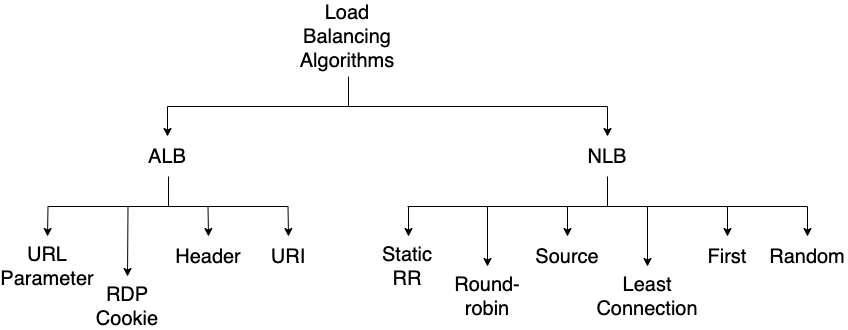 Load
Balancing
Algorithms
ALB
NLB
URL
Parameter
RDP
Cookie
Header
URI
Static
RR
Round-
robin
Source
Least
Connection
First
Random